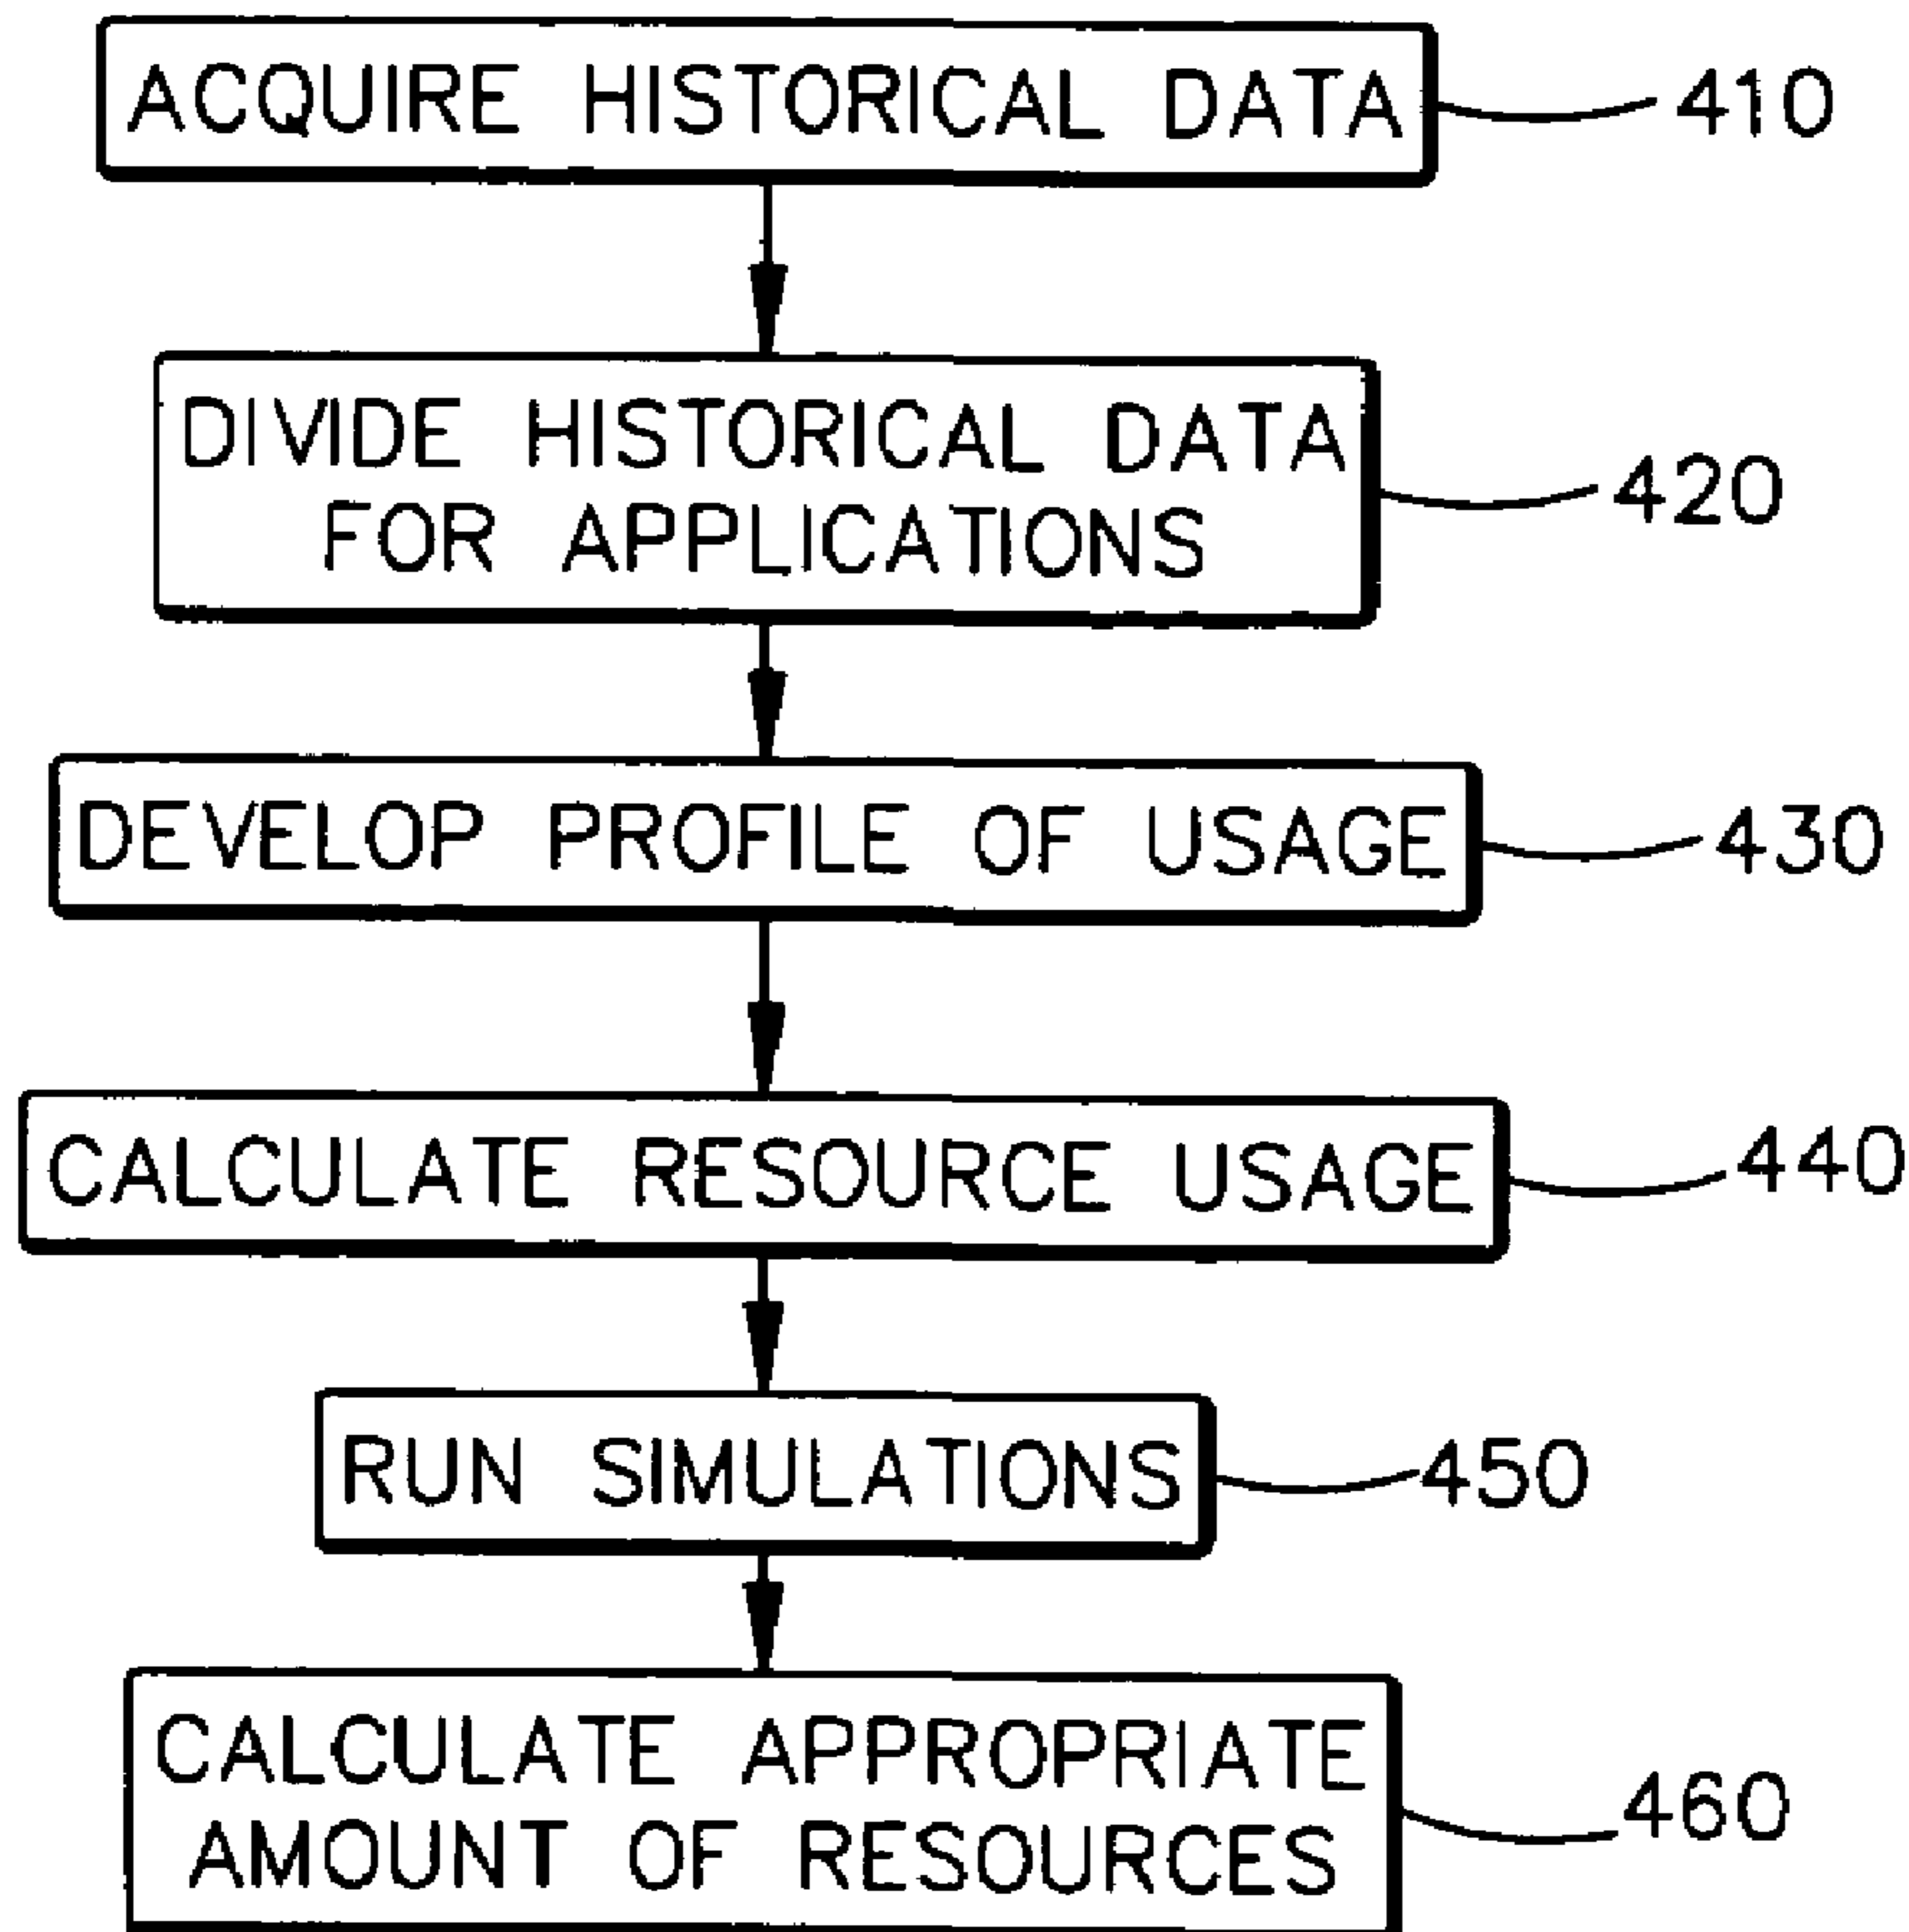 ACQUIRE HISTORICAL DATA 410
DIVIDE HISTORICAL DATA
FOR APPLICATIONS
420
DEVELOP PROFILE OF USAGE 430
CALCULATE RESOURCE USAGE 440
RUN SIMULATIONS 450
CALCULATE APPROPRIATE
AMOUNT OF RESOURCES
460